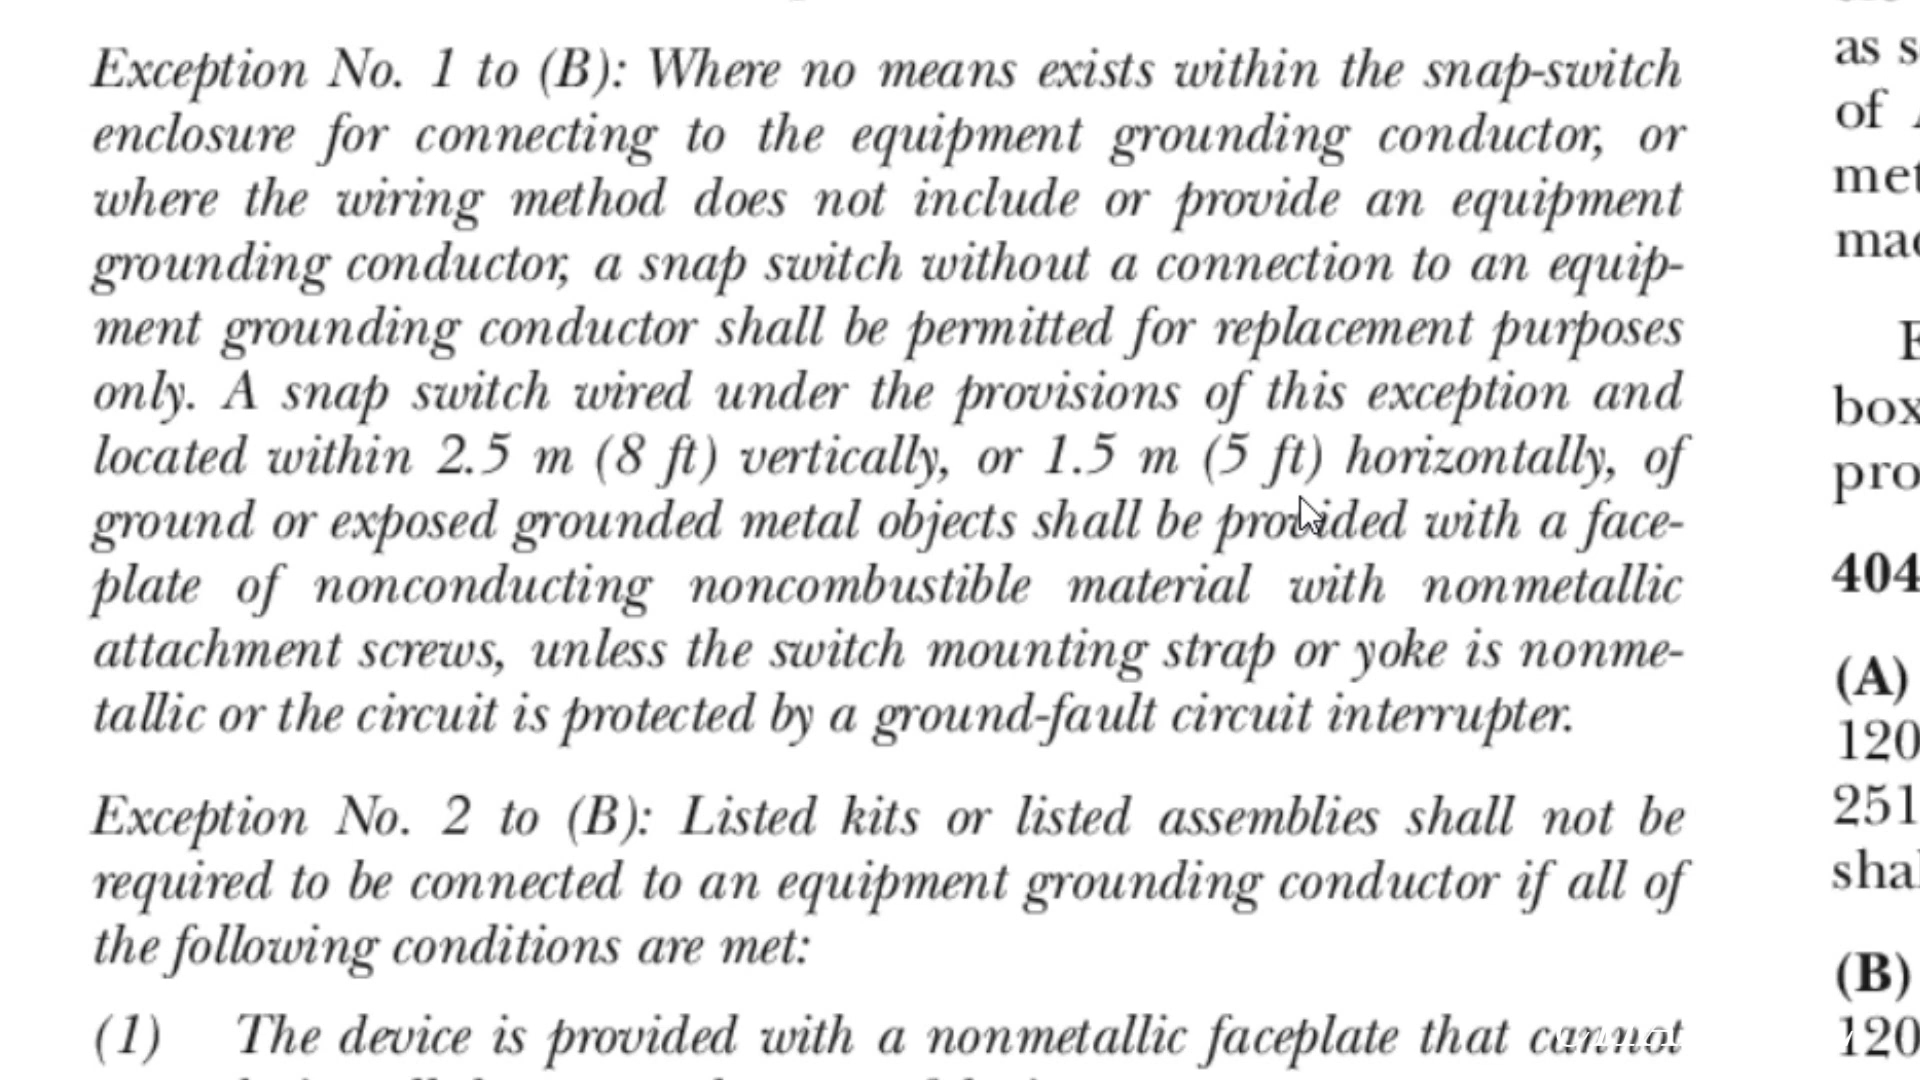 Exception No. 1 to (B): Where no means exists within the snap-switch
enclosure for connecting to the equipment grounding conductor, or
where the wiring method does not include or provide an equipment
grounding conductor, a snap switch without a connection to an equip-
ment grounding conductor shall be permitted for replacement purposes
only. A snap switch wired under the provisions of this exception and
located within 2.5 m (8 ft) vertically, or 1.5 m (5 ft) horizontally, of
ground or exposed grounded metal objects shall be provided with a face-
plate of nonconducting noncombustible material with nonmetallic
attachment screws, unless the switch mounting strap or yoke is nonme-
tallic or the circuit is protected by a ground-fault circuit interrupter.
Exception No. 2 to (B): Listed kits or listed assemblies shall not be
required to be connected to an equipment grounding conductor if all of
the following conditions are met:
(1) The device is provided with a nonmetallic faceplate that cannot
as s
of
met
mad
E
box
pro
404
(A)
120
251
shal
(B)
120